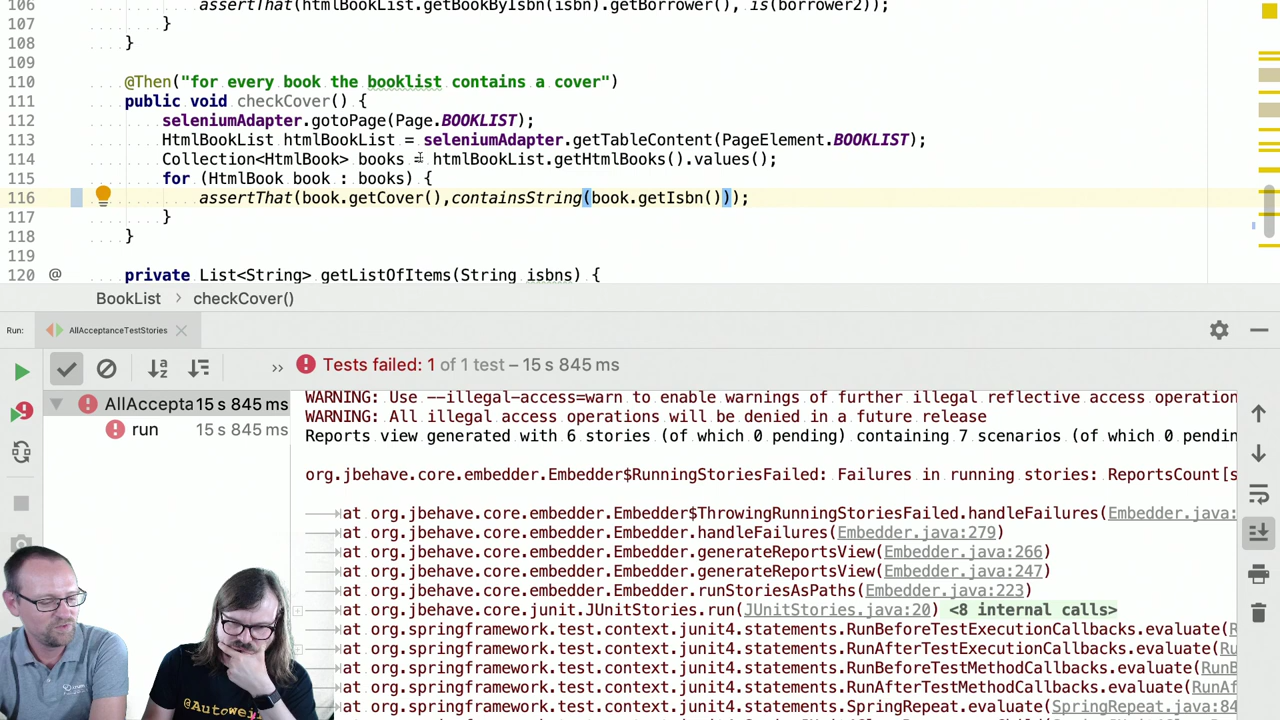 106 assertThat(htmlBookList.getBookByIsbn(isbn).getBorrower(), is(borrower2));
107 }
108 }
109
110 @Then("for every book the booklist contains a cover")
111 public void checkCover() {
112 seleniumAdapter.gotoPage(Page.BOOKLIST);
113 HtmlBookList htmlBookList = seleniumAdapter.getTableContent(PageElement.BOOKLIST);
114 Collection<HtmlBook> books = htmlBookList.getHtmlBooks().values();
115 for (HtmlBook book : books) {
116 assertThat(book.getCover(),containsString(book.getIsbn()));
117 }
118 }
119
120 @ private List<String> getListOfItems(String isbns) {
BookList > checkCover()
Run: AllAcceptanceTestStories
>> Tests failed: 1 of 1 test – 15 s 845 ms
AllAccepta 15 s 845 ms
run 15 s 845 ms
WARNING: Use --illegal-access=warn to enable warnings of further illegal reflective access operation
WARNING: All illegal access operations will be denied in a future release
Reports view generated with 6 stories (of which 0 pending) containing 7 scenarios (of which 0 pendin
org.jbehave.core.embedder.Embedder$RunningStoriesFailed: Failures in running stories: ReportsCount[s
at org.jbehave.core.embedder.Embedder$ThrowingRunningStoriesFailed.handleFailures(Embedder.java:
at org.jbehave.core.embedder.Embedder.handleFailures(Embedder.java:279)
at org.jbehave.core.embedder.Embedder.generateReportsView(Embedder.java:266)
at org.jbehave.core.embedder.Embedder.generateReportsView(Embedder.java:247)
at org.jbehave.core.embedder.Embedder.runStoriesAsPaths(Embedder.java:223)
at org.jbehave.core.junit.JUnitStories.run(JUnitStories.java:20) <8 internal calls>
at org.springframework.test.context.junit4.statements.RunBeforeTestExecutionCallbacks.evaluate(R
at org.springframework.test.context.junit4.statements.RunAfterTestExecutionCallbacks.evaluate(Ru
at org.springframework.test.context.junit4.statements.RunBeforeTestMethodCallbacks.evaluate(RunB
at org.springframework.test.context.junit4.statements.RunAfterTestMethodCallbacks.evaluate(RunAf
at org.springframework.test.context.junit4.statements.SpringRepeat.evaluate(SpringRepeat.java:84
@Autowei